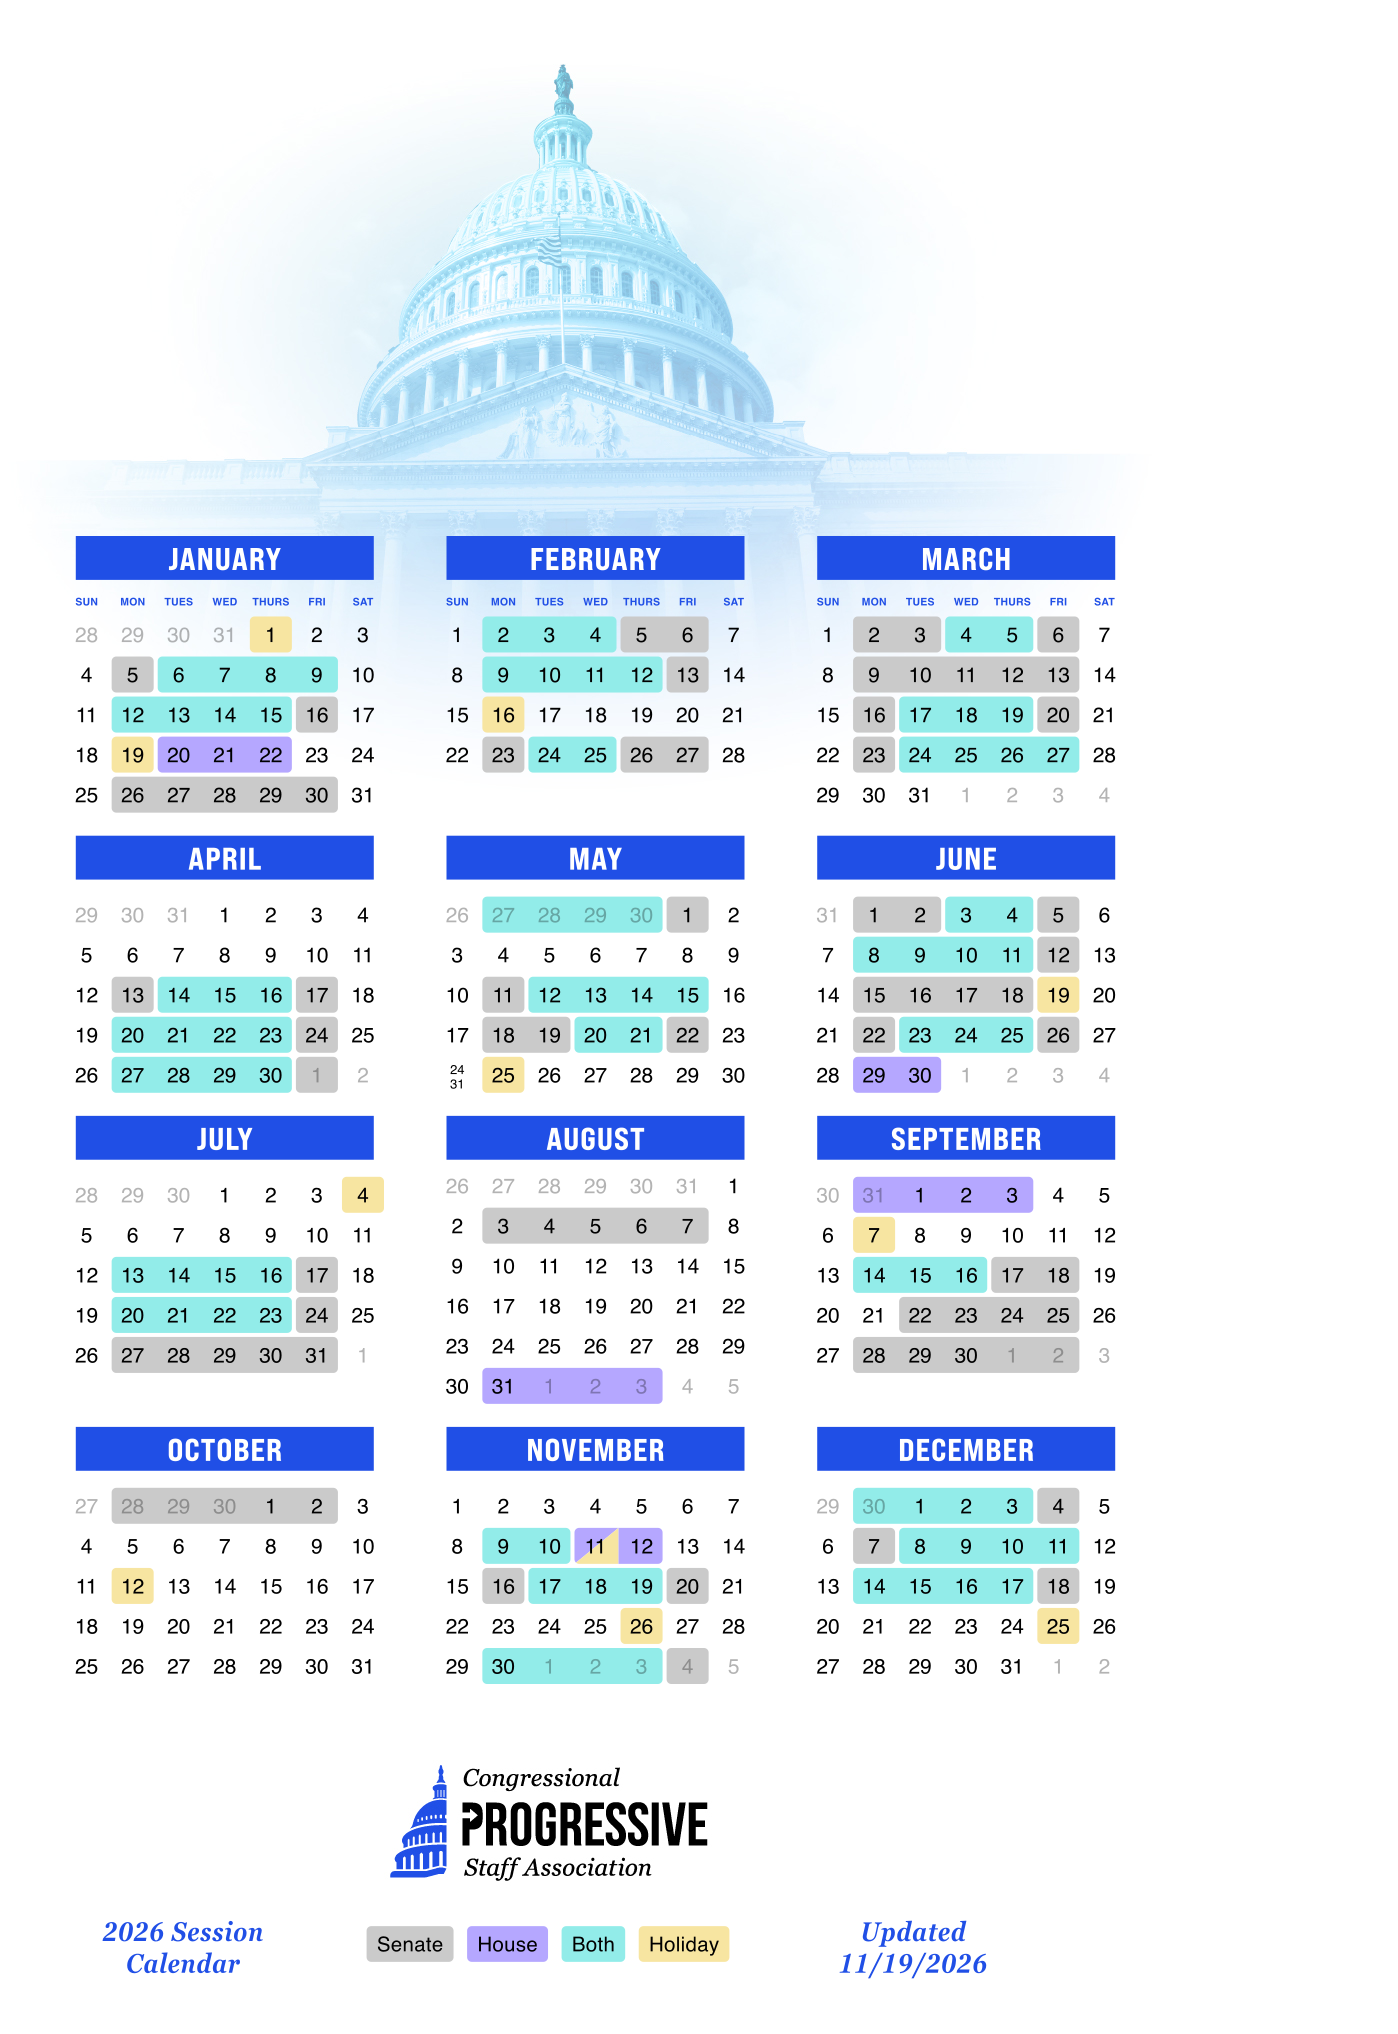 JANUARY FEBRUARY MARCH
SUN MON TUES WED THURS FRI SAT SUN MON TUES WED THURS FRI SAT SUN MON TUES WED THURS FRI SAT
28 29 30 31 1 2 3 1 2 3 4 5 6 7 1 2 3 4 5 6 7
4 5 6 7 8 9 10 8 9 10 11 12 13 14 8 9 10 11 12 13 14
11 12 13 14 15 16 17 15 16 17 18 19 20 21 15 16 17 18 19 20 21
18 19 20 21 22 23 24 22 23 24 25 26 27 28 22 23 24 25 26 27 28
25 26 27 28 29 30 31 29 30 31 1 2 3 4
APRIL MAY JUNE
29 30 31 1 2 3 4 26 27 28 29 30 1 2 31 1 2 3 4 5 6
5 6 7 8 9 10 11 3 4 5 6 7 8 9 7 8 9 10 11 12 13
12 13 14 15 16 17 18 10 11 12 13 14 15 16 14 15 16 17 18 19 20
19 20 21 22 23 24 25 17 18 19 20 21 22 23 21 22 23 24 25 26 27
26 27 28 29 30 1 2 24 31 25 26 27 28 29 30 28 29 30 1 2 3 4
JULY AUGUST SEPTEMBER
28 29 30 1 2 3 4 26 27 28 29 30 31 1 30 31 1 2 3 4 5
5 6 7 8 9 10 11 2 3 4 5 6 7 8 6 7 8 9 10 11 12
12 13 14 15 16 17 18 9 10 11 12 13 14 15 13 14 15 16 17 18 19
19 20 21 22 23 24 25 16 17 18 19 20 21 22 20 21 22 23 24 25 26
26 27 28 29 30 31 1 23 24 25 26 27 28 29 27 28 29 30 1 2 3
30 31 1 2 3 4 5
OCTOBER NOVEMBER DECEMBER
27 28 29 30 1 2 3 1 2 3 4 5 6 7 29 30 1 2 3 4 5
4 5 6 7 8 9 10 8 9 10 11 12 13 14 6 7 8 9 10 11 12
11 12 13 14 15 16 17 15 16 17 18 19 20 21 13 14 15 16 17 18 19
18 19 20 21 22 23 24 22 23 24 25 26 27 28 20 21 22 23 24 25 26
25 26 27 28 29 30 31 29 30 1 2 3 4 5 27 28 29 30 31 1 2
Congressional
PROGRESSIVE
Staff Association
2026 Session
Calendar
Senate House Both Holiday
Updated
11/19/2026